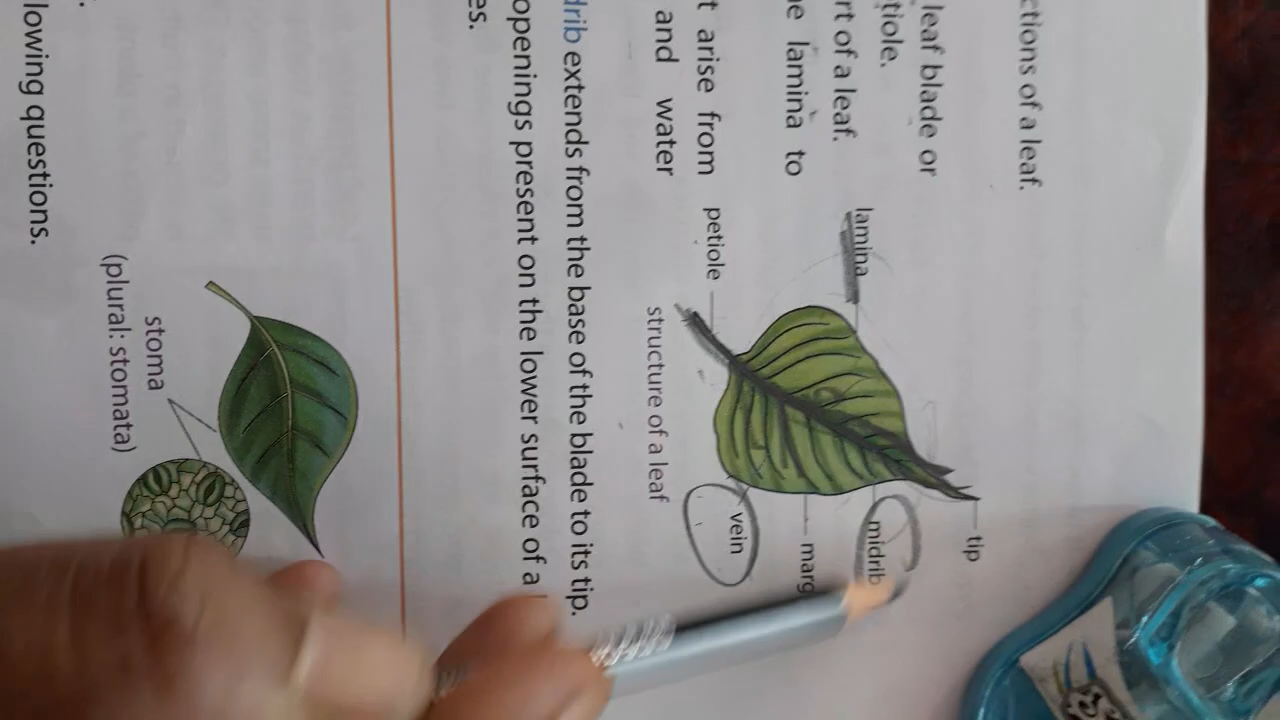 ctions of a leaf.
leaf blade or
tiole.
rt of a leaf.
e lamina to
t arise from
and water
drib extends from the base of the blade to its tip.
openings present on the lower surface of a
es.
lamina
petiole
tip
midrib
marg
vein
structure of a leaf
stoma
(plural: stomata)
lowing questions.